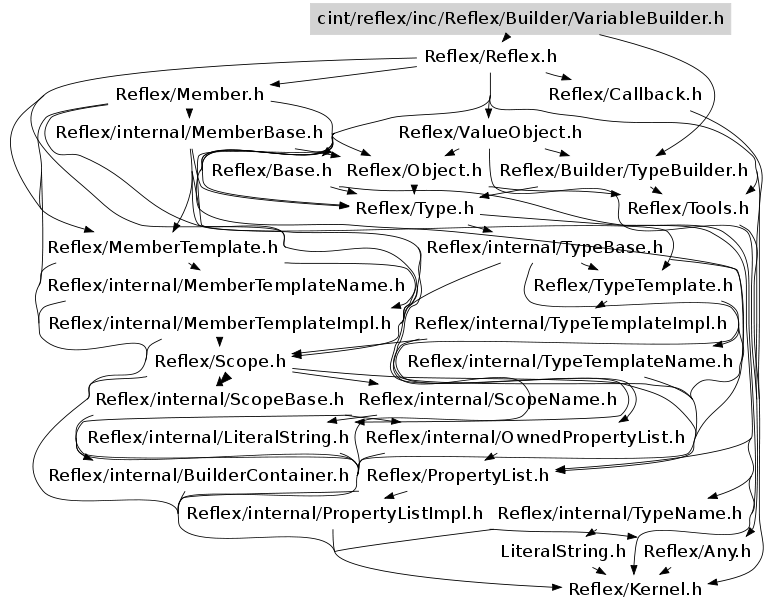 cint/reflex/inc/Reflex/Builder/VariableBuilder.h
Reflex/Reflex.h
Reflex/Member.h
Reflex/Callback.h
Reflex/internal/MemberBase.h
Reflex/ValueObject.h
Reflex/Base.h
Reflex/Object.h
Reflex/Builder/TypeBuilder.h
Reflex/Type.h
Reflex/Tools.h
Reflex/MemberTemplate.h
Reflex/internal/TypeBase.h
Reflex/internal/MemberTemplateName.h
Reflex/TypeTemplate.h
Reflex/internal/MemberTemplateImpl.h
Reflex/internal/TypeTemplateImpl.h
Reflex/Scope.h
Reflex/internal/TypeTemplateName.h
Reflex/internal/ScopeBase.h
Reflex/internal/ScopeName.h
Reflex/internal/LiteralString.h
Reflex/internal/OwnedPropertyList.h
Reflex/internal/BuilderContainer.h
Reflex/PropertyList.h
Reflex/internal/PropertyListImpl.h
Reflex/internal/TypeName.h
LiteralString.h
Reflex/Any.h
Reflex/Kernel.h